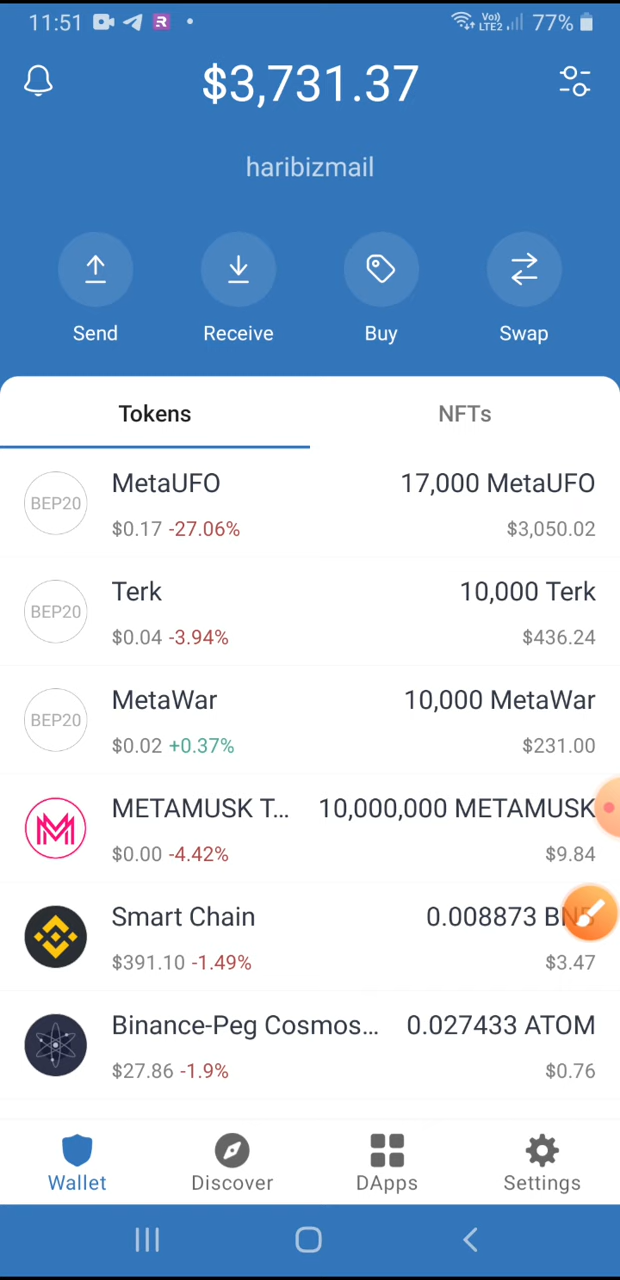 11:51 R Vo)) LTE2 77%
$3,731.37
haribizmail
Send Receive Buy Swap
Tokens NFTs
BEP20 MetaUFO 17,000 MetaUFO
$0.17 -27.06% $3,050.02
BEP20 Terk 10,000 Terk
$0.04 -3.94% $436.24
BEP20 MetaWar 10,000 MetaWar
$0.02 +0.37% $231.00
METAMUSK T... 10,000,000 METAMUSK
$0.00 -4.42% $9.84
Smart Chain 0.008873
$391.10 -1.49% $3.47
Binance-Peg Cosmos... 0.027433 ATOM
$27.86 -1.9% $0.76
Wallet Discover DApps Settings